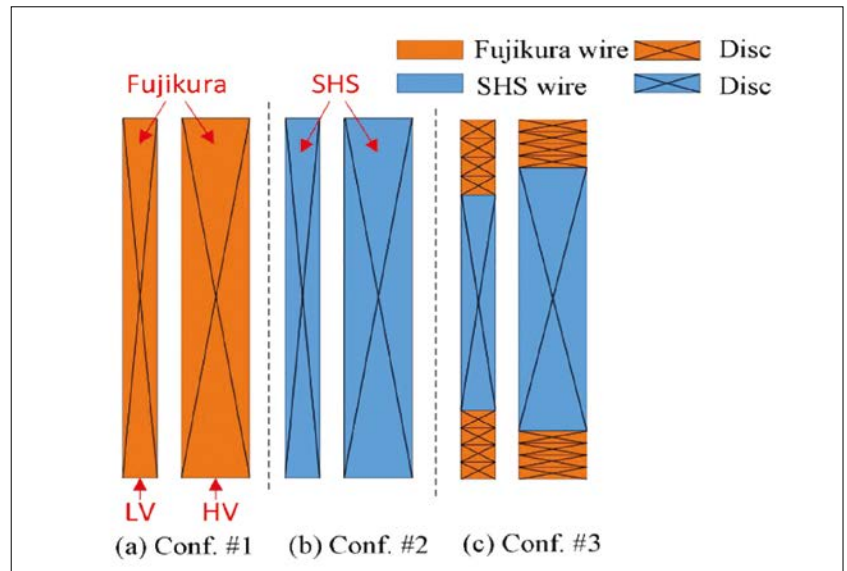 Fujikura wire Disc
SHS wire Disc
Fujikura SHS
LV HV
(a) Conf. #1 (b) Conf. #2 (c) Conf. #3